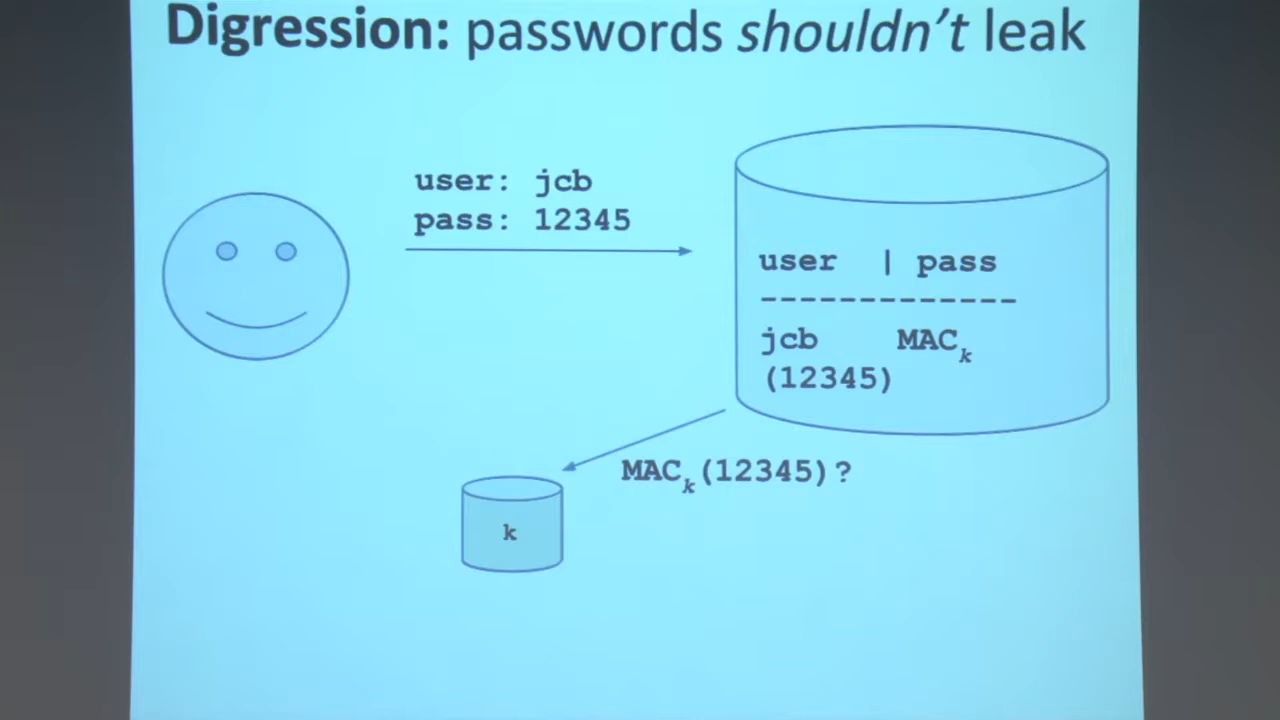 Digression: passwords shouldn't leak
user: jcb
pass: 12345
user | pass
-------------
jcb MACk
(12345)
MACk(12345)?
k